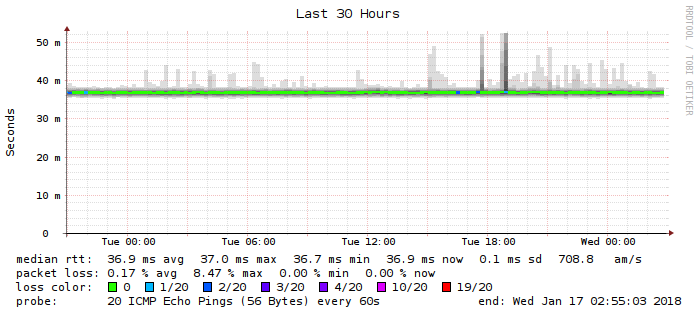 Last 30 Hours
RRDTOOL / TOBI OETIKER
Seconds
50 m
40 m
30 m
20 m
10 m
0
Tue 00:00 Tue 06:00 Tue 12:00 Tue 18:00 Wed 00:00
median rtt: 36.9 ms avg 37.0 ms max 36.7 ms min 36.9 ms now 0.1 ms sd 708.8 am/s
packet loss: 0.17 % avg 8.47 % max 0.00 % min 0.00 % now
loss color: 0 1/20 2/20 3/20 4/20 10/20 19/20
probe: 20 ICMP Echo Pings (56 Bytes) every 60s end: Wed Jan 17 02:55:03 2018